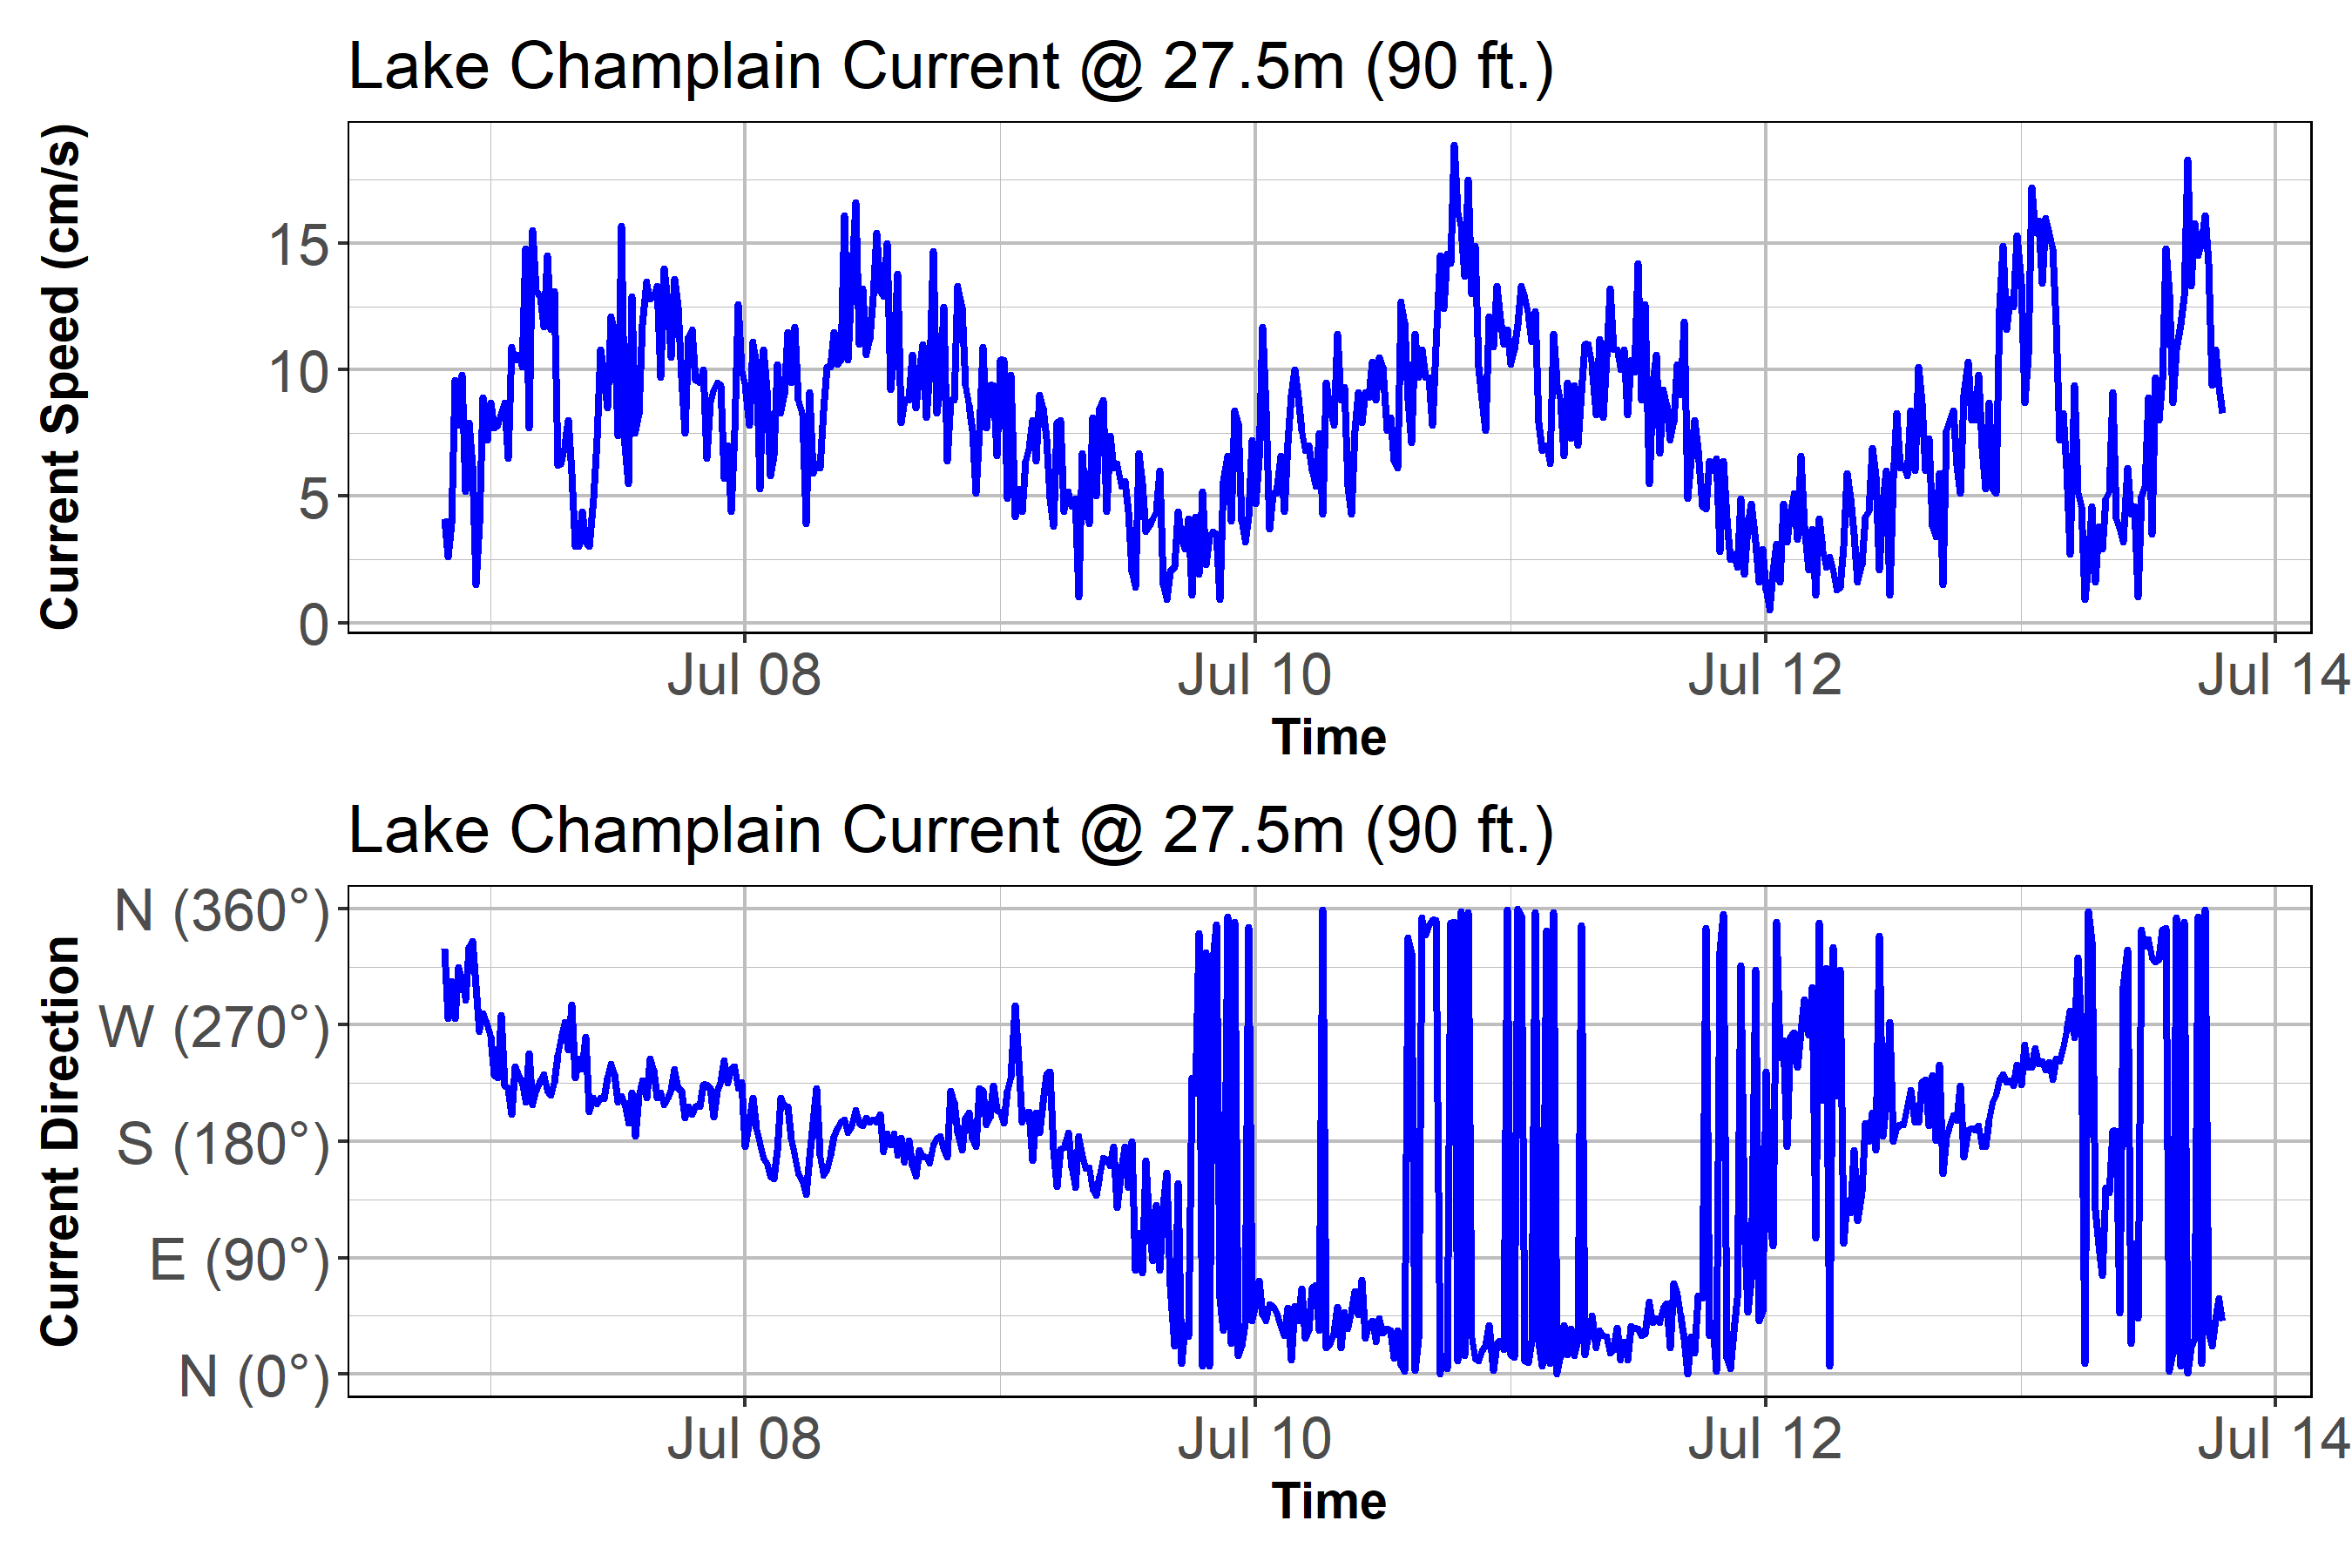 Lake Champlain Current @ 27.5m (90 ft.)
Current Speed (cm/s)
15
10
5
0
Jul 08 Jul 10 Jul 12 Jul 14
Time
Lake Champlain Current @ 27.5m (90 ft.)
Current Direction
N (360°)
W (270°)
S (180°)
E (90°)
N (0°)
Jul 08 Jul 10 Jul 12 Jul 14
Time